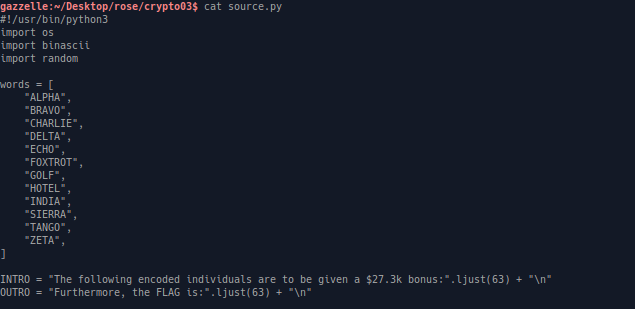 gazzelle:~/Desktop/rose/crypto03$ cat source.py
#!/usr/bin/python3
import os
import binascii
import random

words = [
    "ALPHA",
    "BRAVO",
    "CHARLIE",
    "DELTA",
    "ECHO",
    "FOXTROT",
    "GOLF",
    "HOTEL",
    "INDIA",
    "SIERRA",
    "TANGO",
    "ZETA",
]

INTRO = "The following encoded individuals are to be given a $27.3k bonus:".ljust(63) + "\n"
OUTRO = "Furthermore, the FLAG is:".ljust(63) + "\n"